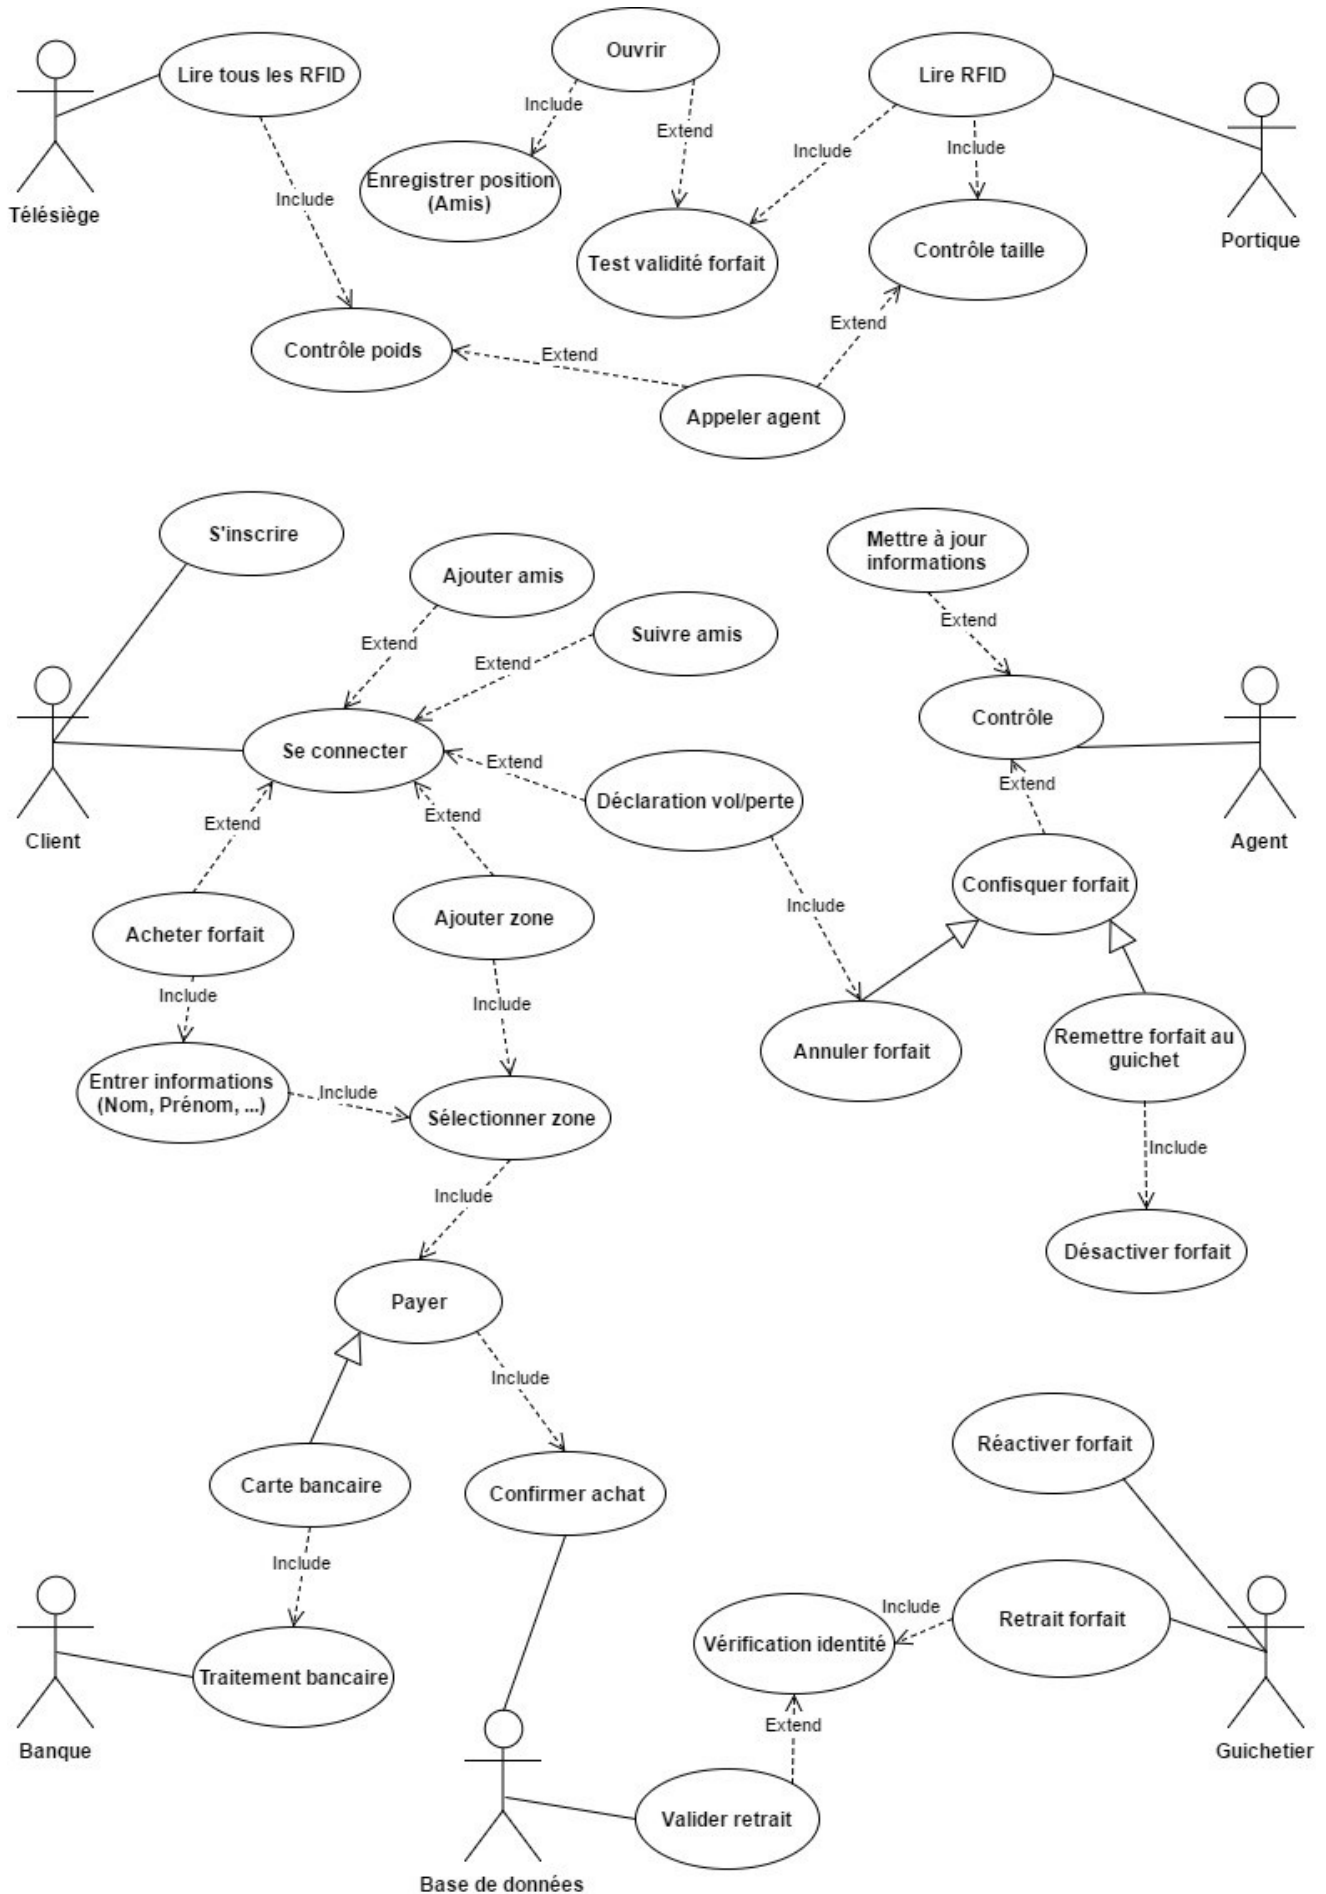 Ouvrir
Lire tous les RFID
Lire RFID
Include
Extend
Include
Include
Enregistrer position
(Amis)
Include
Télésiège
Portique
Test validité forfait
Contrôle taille
Extend
Contrôle poids
Extend
Appeler agent
S'inscrire
Mettre à jour
informations
Ajouter amis
Extend
Suivre amis
Extend
Extend
Contrôle
Se connecter
Extend
Extend
Déclaration vol/perte
Extend
Extend
Client
Agent
Confisquer forfait
Include
Ajouter zone
Acheter forfait
Include
Include
Annuler forfait
Remettre forfait au
guichet
Entrer informations
(Nom, Prénom, ...)
Include
Sélectionner zone
Include
Include
Désactiver forfait
Payer
Include
Réactiver forfait
Carte bancaire
Confirmer achat
Include
Include
Retrait forfait
Vérification identité
Traitement bancaire
Extend
Banque
Guichetier
Valider retrait
Base de données